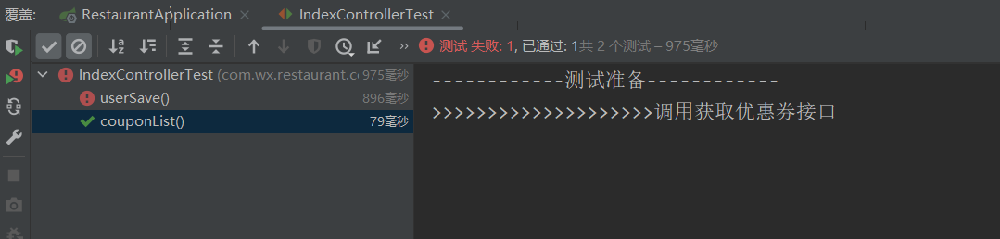 覆盖: RestaurantApplication IndexControllerTest
测试 失败: 1, 已通过: 1共 2 个测试 – 975毫秒
IndexControllerTest (com.wx.restaurant.c 975毫秒
userSave() 896毫秒
couponList() 79毫秒
------------测试准备------------
>>>>>>>>>>>>>>>>>>>>调用获取优惠券接口